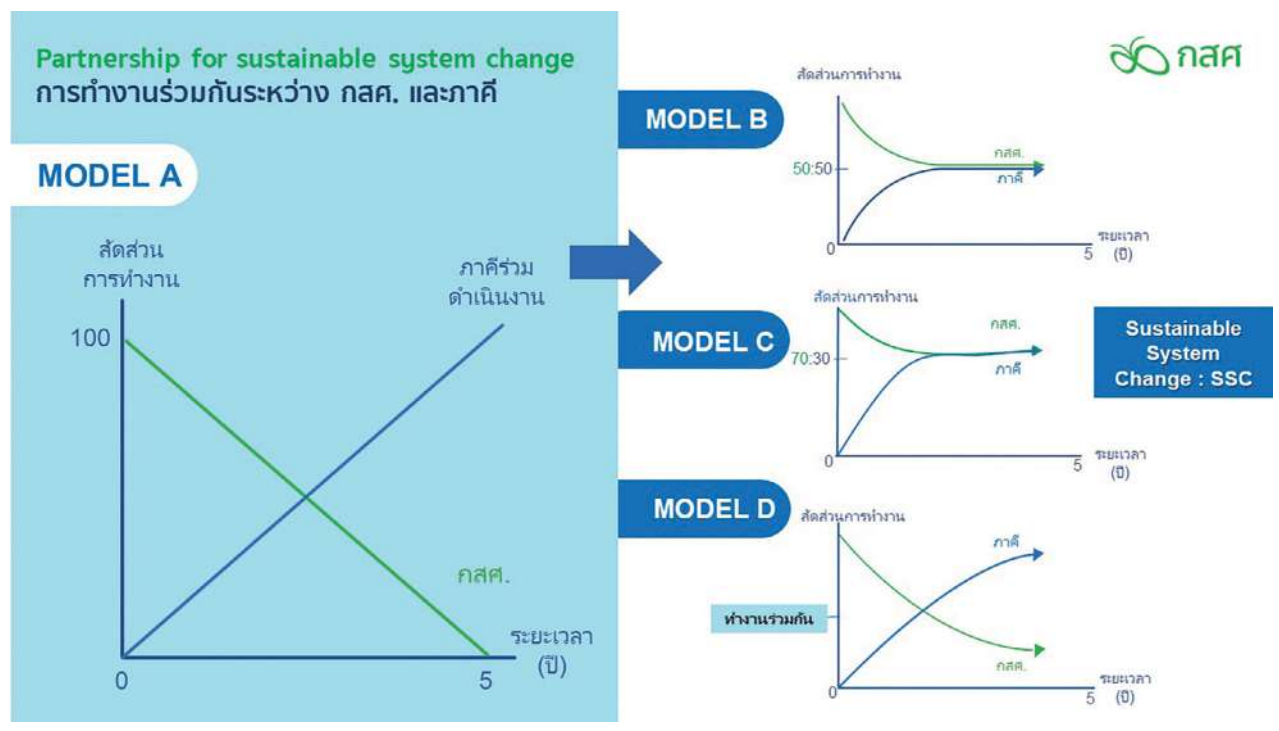 Partnership for sustainable system change
การทำงานร่วมกันระหว่าง กสศ. และภาคี
MODEL A
สัดส่วน
การทำงาน
100
ภาคีร่วม
ดำเนินงาน
กสศ.
ระยะเวลา
(ปี)
0
5
กสศ
MODEL B
สัดส่วนการทำงาน
50:50
กสศ.
ภาคี
0
5
ระยะเวลา
(ปี)
MODEL C
สัดส่วนการทำงาน
70:30
กสศ.
ภาคี
0
5
ระยะเวลา
(ปี)
Sustainable
System
Change : SSC
MODEL D
สัดส่วนการทำงาน
ภาคี
ทำงานร่วมกัน
กสศ.
0
5
ระยะเวลา
(ปี)